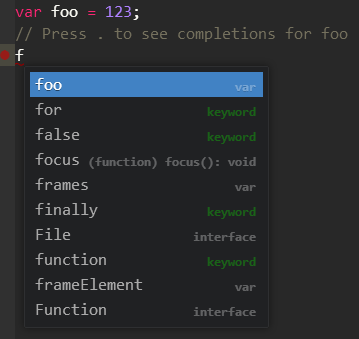 var foo = 123;
// Press . to see completions for foo
f
foo var
for keyword
false keyword
focus (function) focus(): void
frames var
finally keyword
File interface
function keyword
frameElement var
Function interface